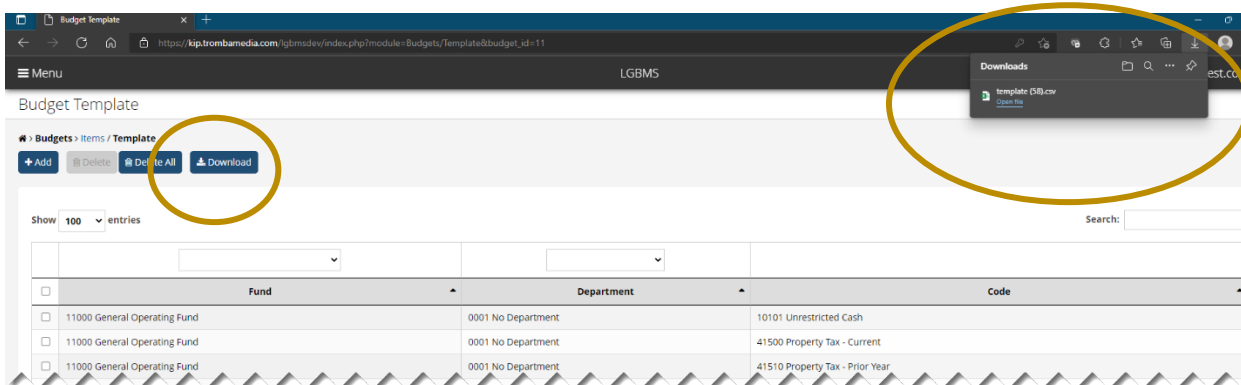 Budget Template
https://kip.trombamedia.com/lgbmsdev/index.php?module=Budgets/Template&budget_id=11
Menu
LGBMS
est.co
Downloads
template (58).csv
Open file
Budget Template
> Budgets > Items / Template
+ Add Delete Delete All Download
Show 100 entries
Search:
Fund Department Code
11000 General Operating Fund 0001 No Department 10101 Unrestricted Cash
11000 General Operating Fund 0001 No Department 41500 Property Tax - Current
11000 General Operating Fund 0001 No Department 41510 Property Tax - Prior Year